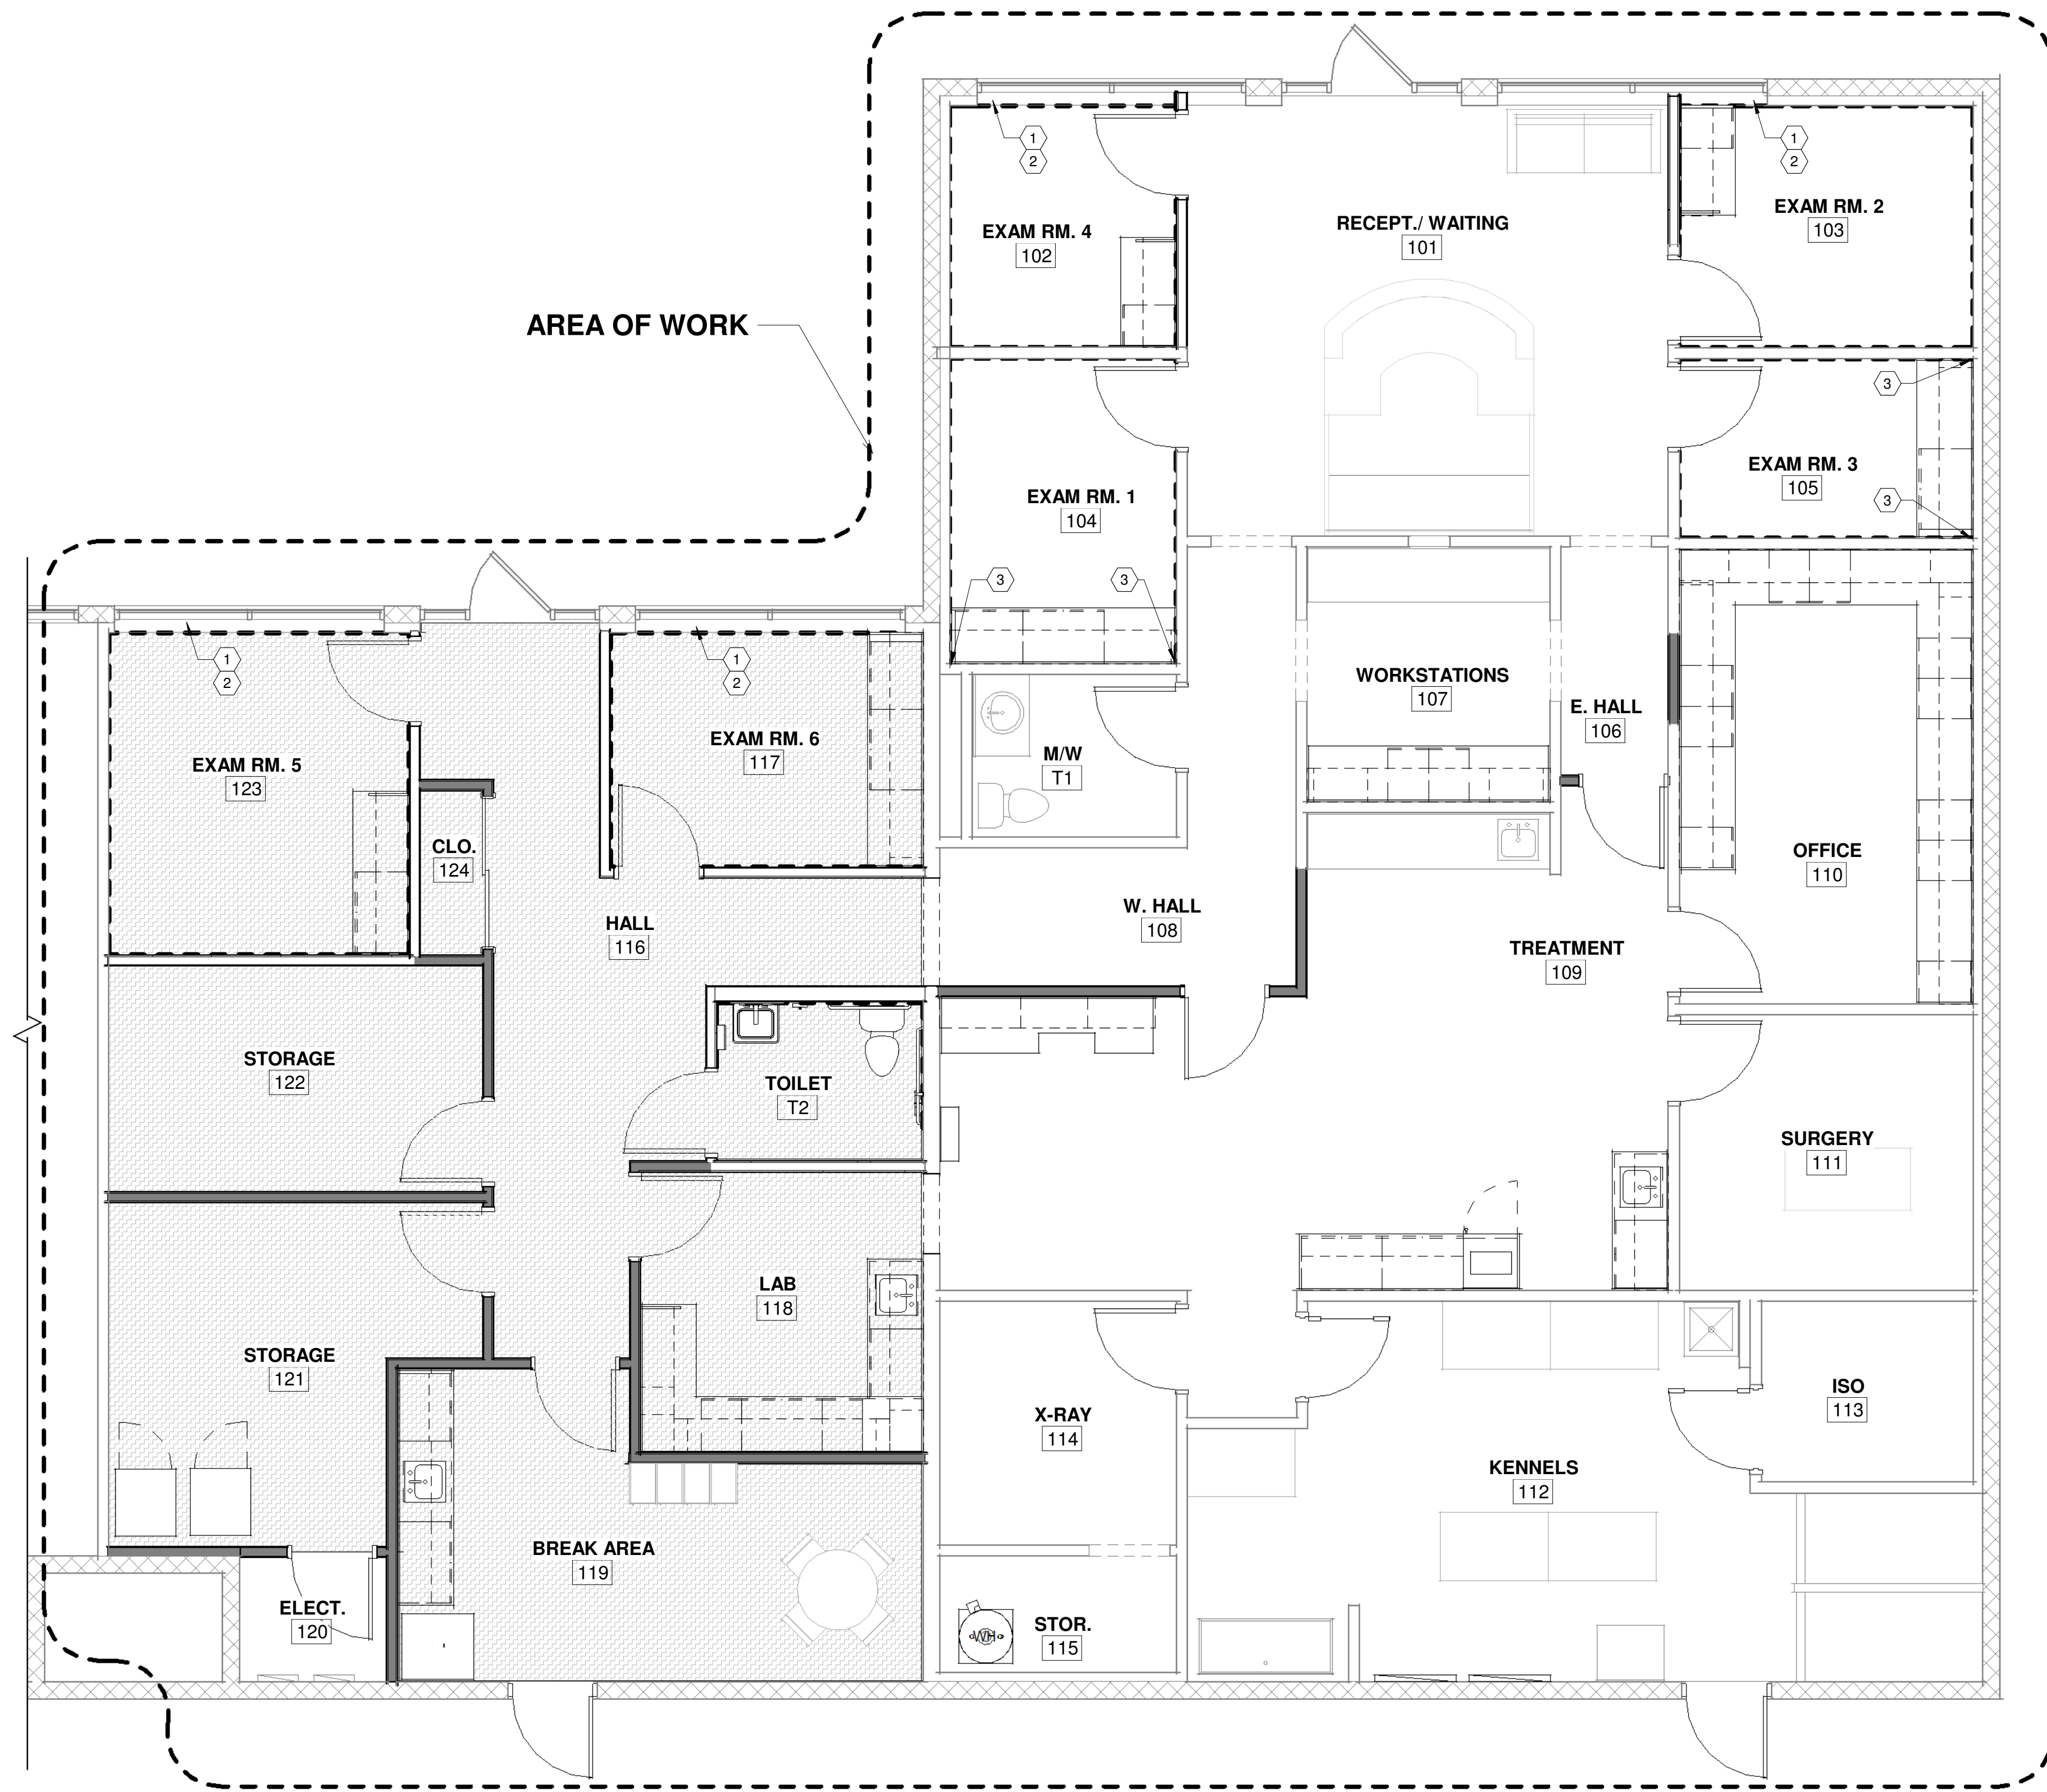 1
2
1
2
EXAM RM. 4
102
RECEPT./ WAITING
101
EXAM RM. 2
103
AREA OF WORK
3
EXAM RM. 3
105
3
EXAM RM. 1
104
3
3
1
2
1
2
EXAM RM. 5
123
EXAM RM. 6
117
M/W
T1
WORKSTATIONS
107
E. HALL
106
CLO.
124
OFFICE
110
HALL
116
W. HALL
108
TREATMENT
109
STORAGE
122
TOILET
T2
SURGERY
111
LAB
118
STORAGE
121
X-RAY
114
ISO
113
KENNELS
112
BREAK AREA
119
ELECT.
120
STOR.
115
WH